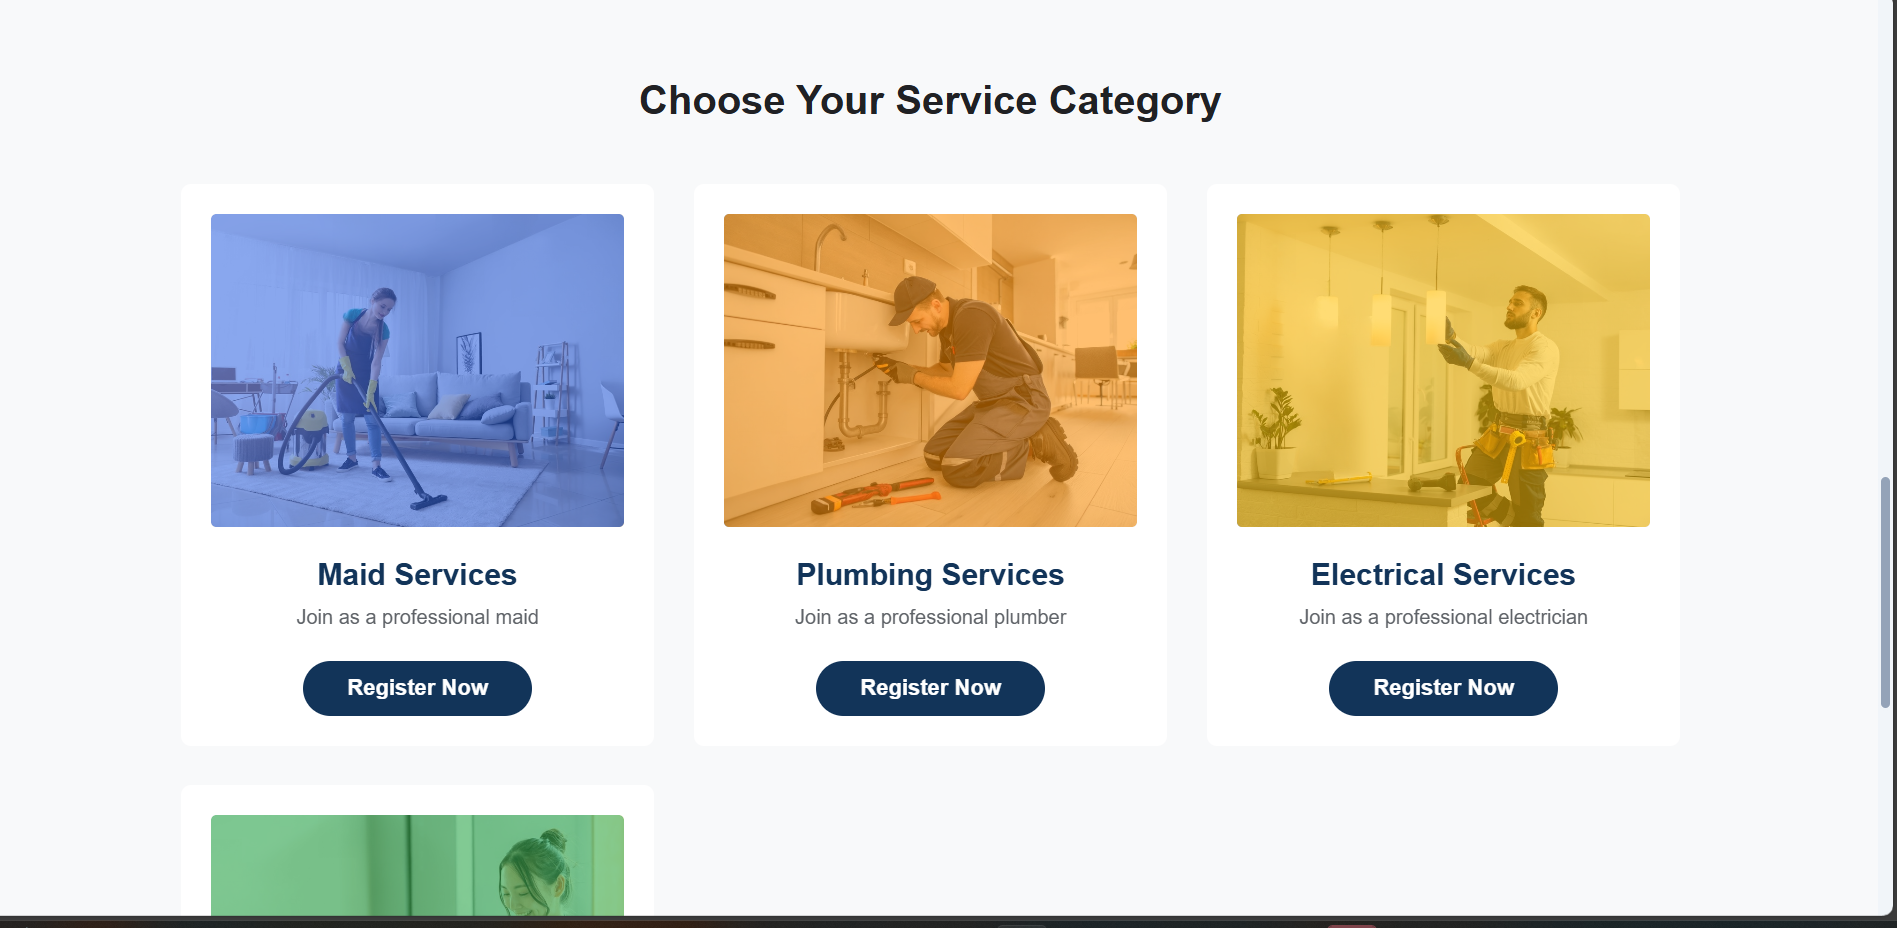 Choose Your Service Category
Maid Services
Join as a professional maid
Register Now
Plumbing Services
Join as a professional plumber
Register Now
Electrical Services
Join as a professional electrician
Register Now